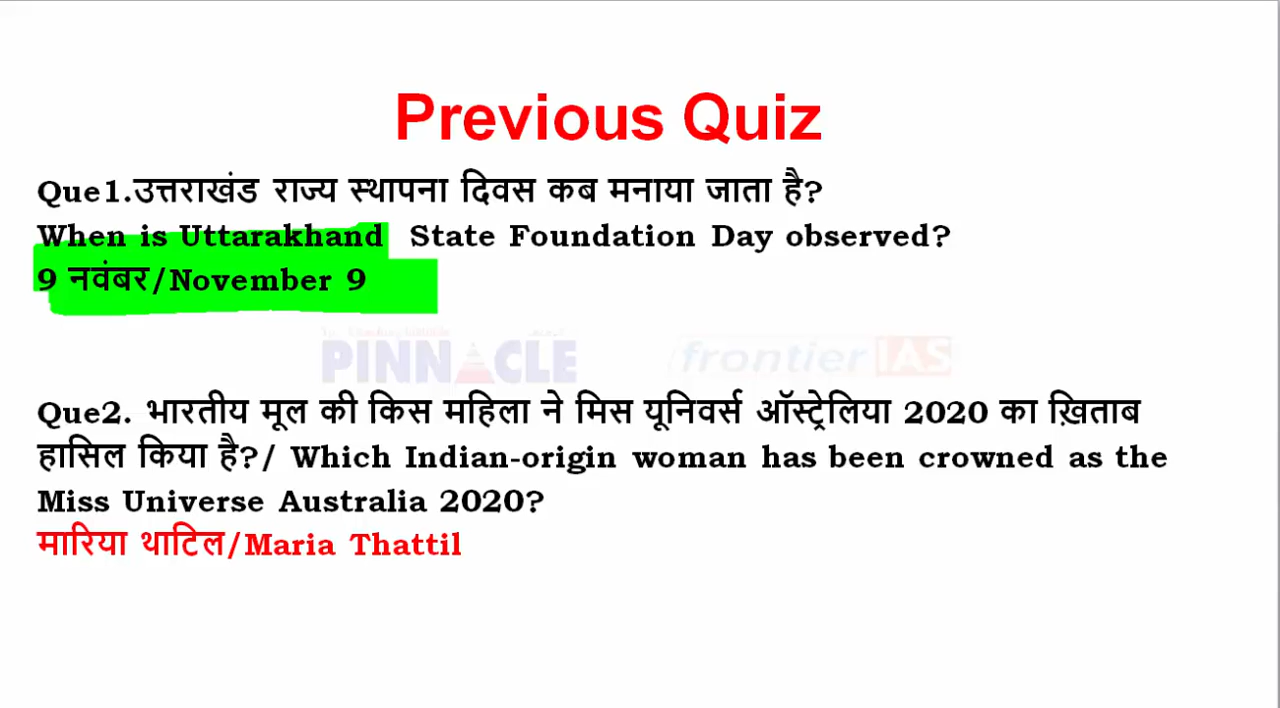 Previous Quiz
Que1.उत्तराखंड राज्य स्थापना दिवस कब मनाया जाता है?
When is Uttarakhand State Foundation Day observed?
9 नवंबर/November 9
PINNACLE frontier IAS
Que2. भारतीय मूल की किस महिला ने मिस यूनिवर्स ऑस्ट्रेलिया 2020 का ख़िताब
हासिल किया है?/ Which Indian-origin woman has been crowned as the
Miss Universe Australia 2020?
मारिया थाटिल/Maria Thattil